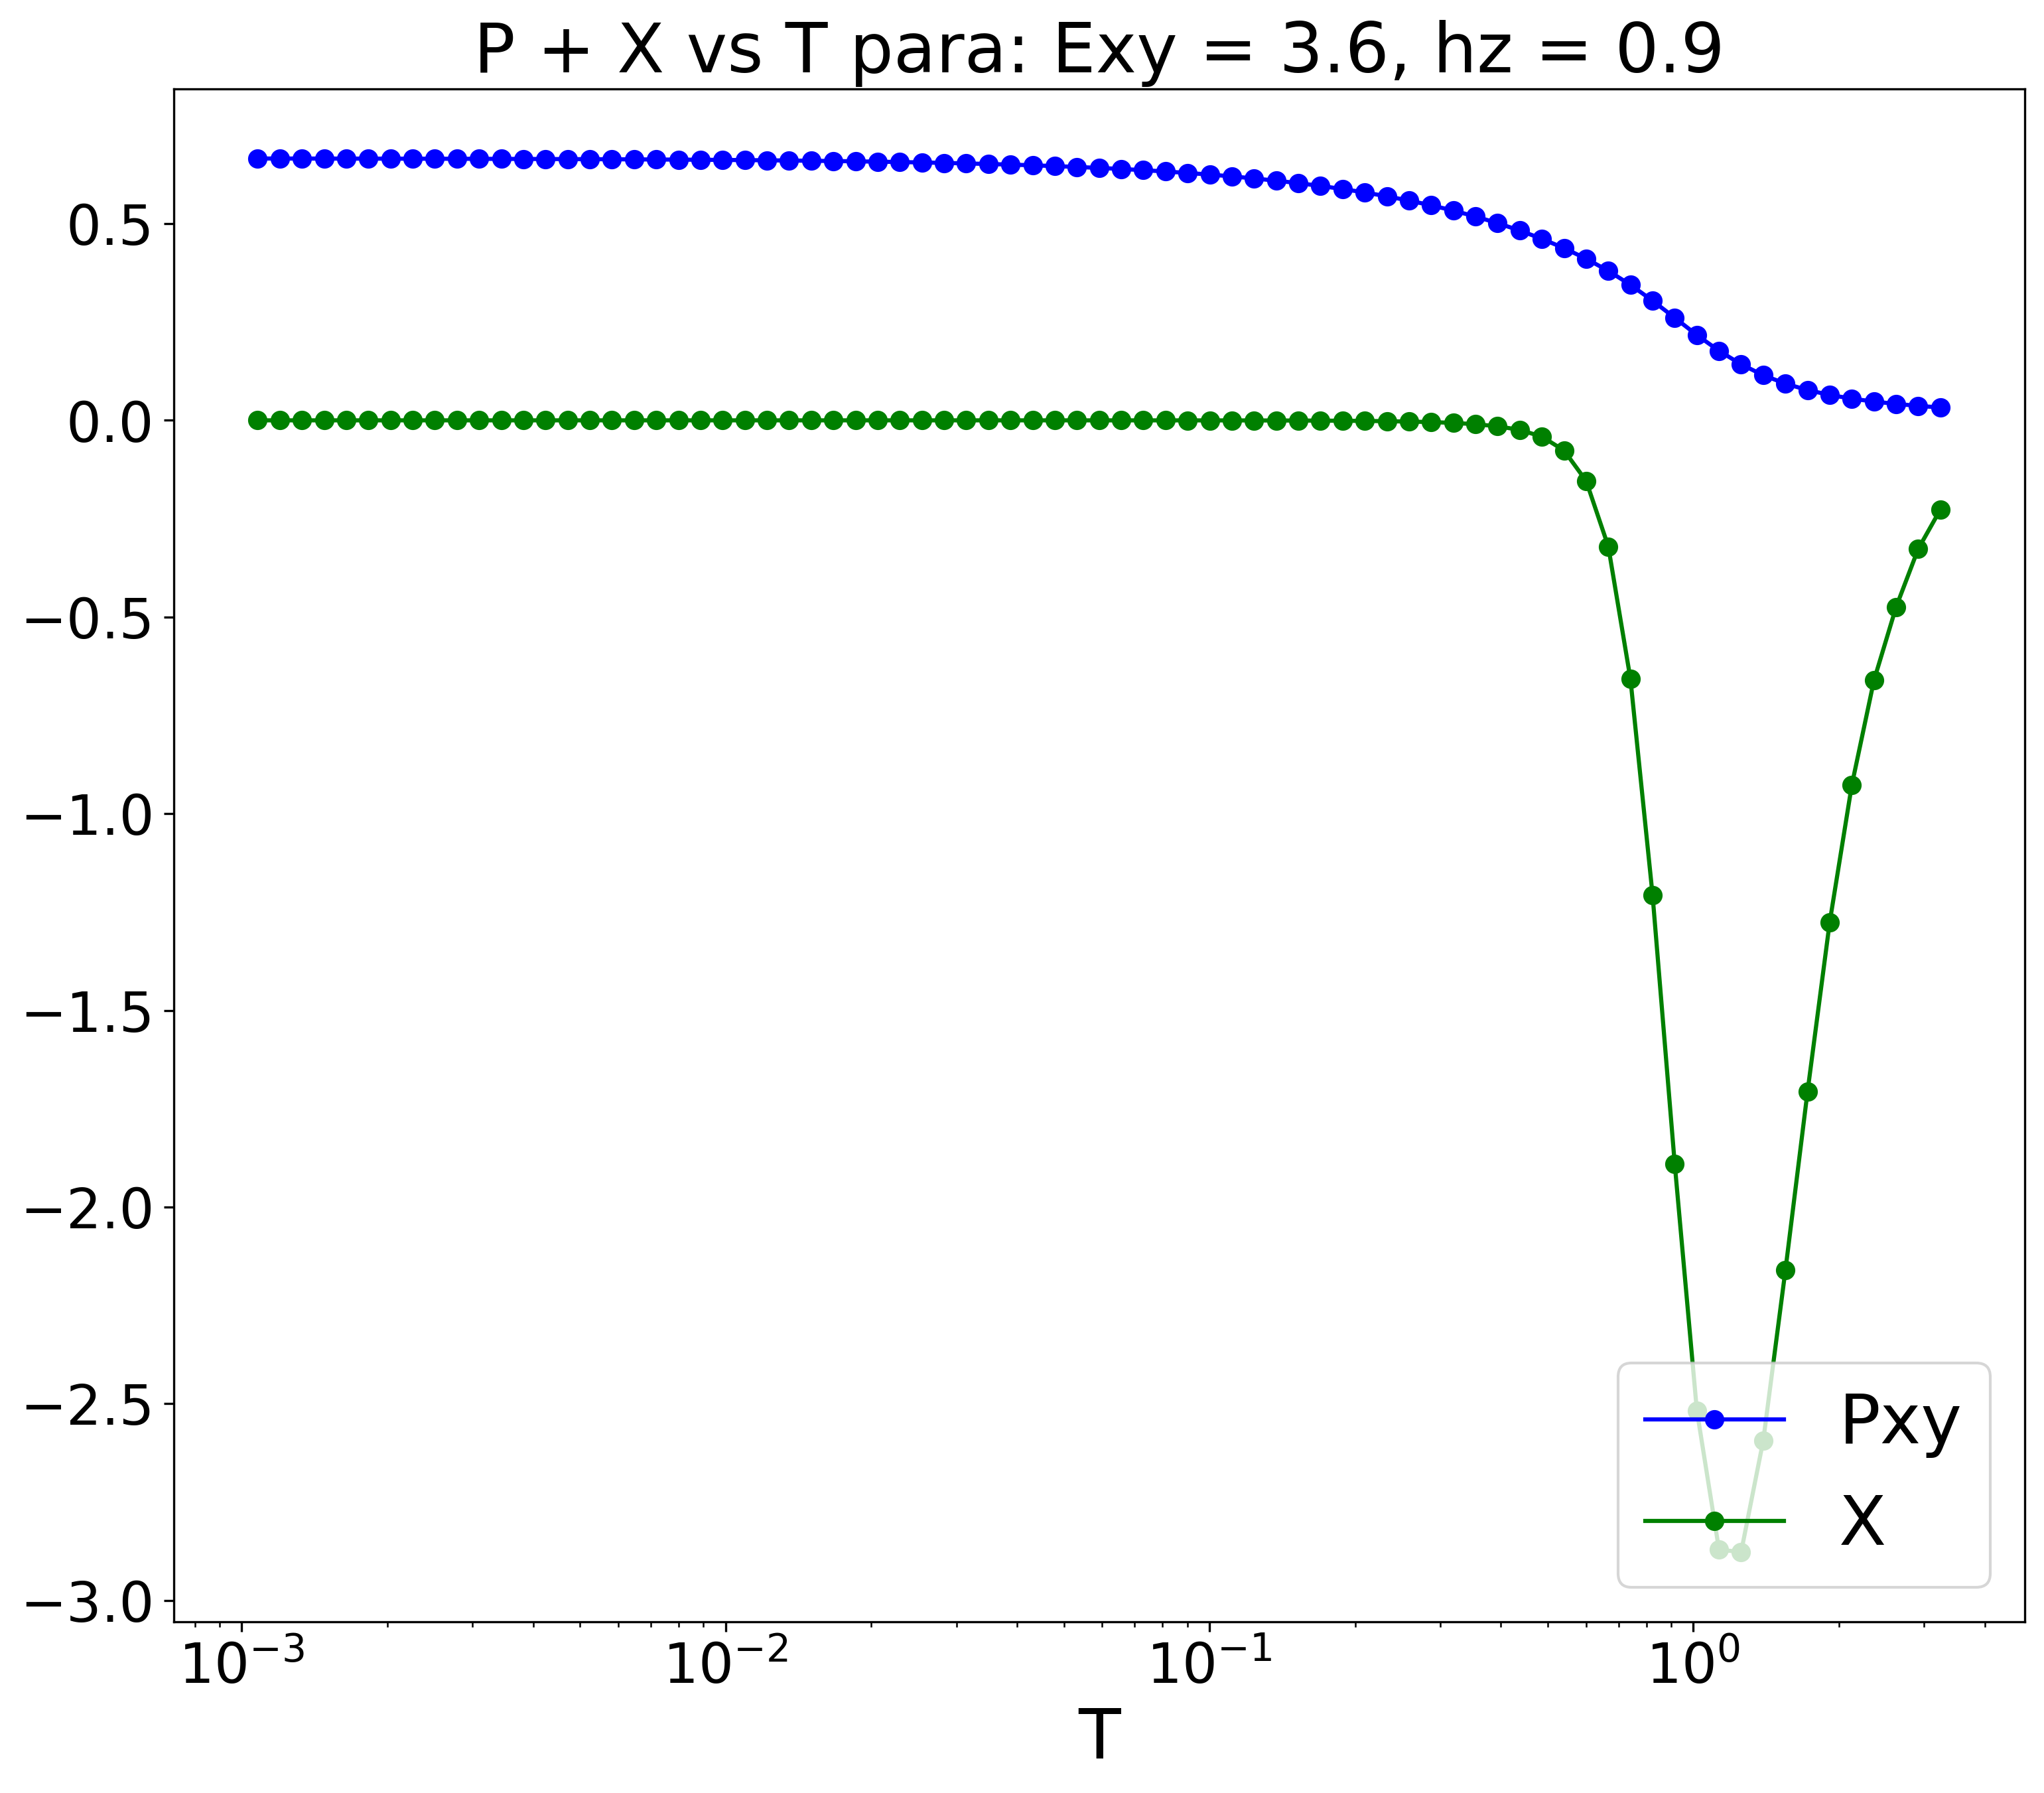 P + X vs T para: Exy = 3.6, hz = 0.9
0.5
0.0
−0.5
−1.0
−1.5
−2.0
−2.5
−3.0
Pxy
X
10⁻³ 10⁻² 10⁻¹ 10⁰
T